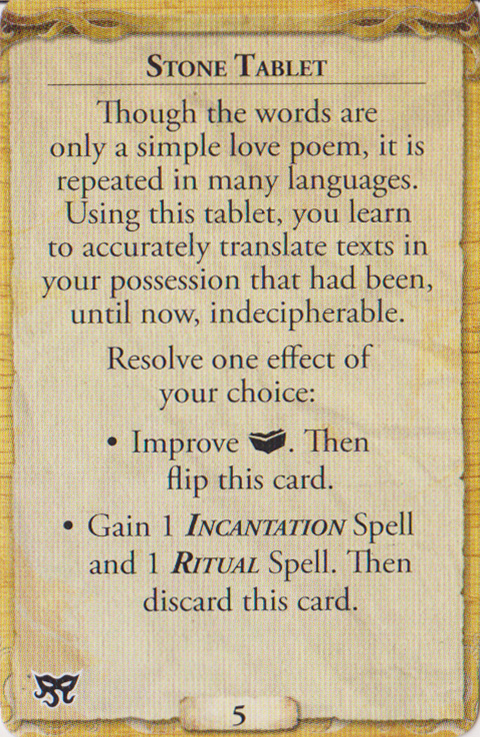 STONE TABLET
Though the words are
only a simple love poem, it is
repeated in many languages.
Using this tablet, you learn
to accurately translate texts in
your possession that had been,
until now, indecipherable.
Resolve one effect of
your choice:
• Improve . Then
flip this card.
• Gain 1 INCANTATION Spell
and 1 RITUAL Spell. Then
discard this card.
5